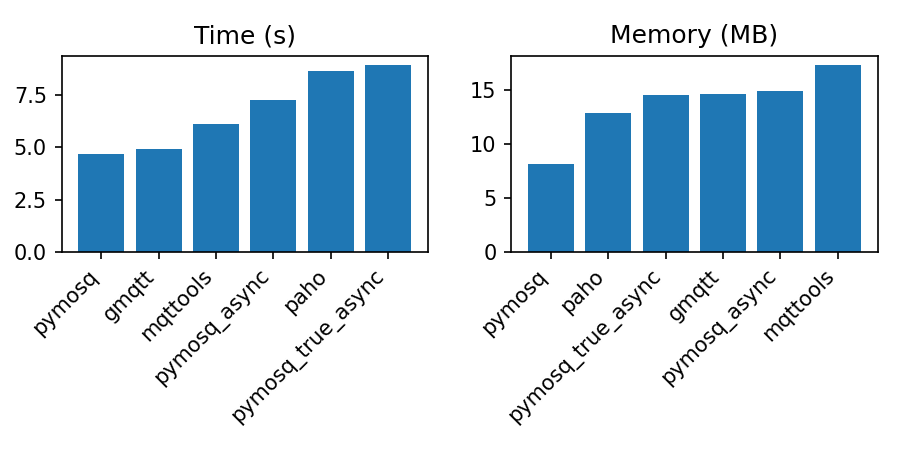 Time (s)
7.5
5.0
2.5
0.0
pymosq
gmqtt
mqttools
pymosq_async
paho
pymosq_true_async
Memory (MB)
15
10
5
0
pymosq
paho
pymosq_true_async
gmqtt
pymosq_async
mqttools